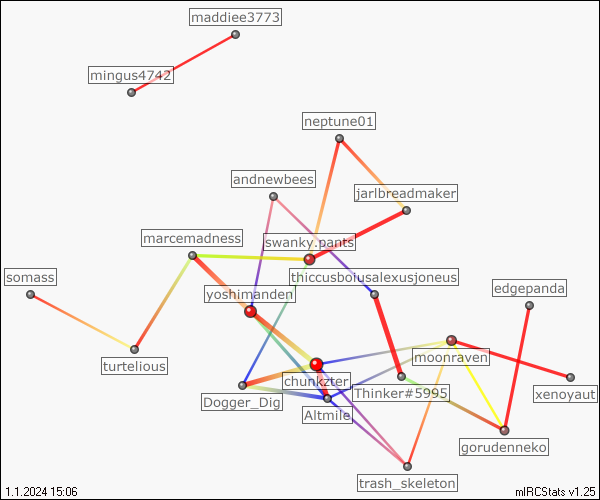 maddiee3773
mingus4742
neptune01
andnewbees
jarlbreadmaker
marcemadness
swanky.pants
somass
thiccusboiusalexusjoneus
edgepanda
yoshimanden
turtelious
moonraven
chunkzter
Thinker#5995
xenoyaut
Dogger_Dig
Altmile
gorudenneko
trash_skeleton
1.1.2024 15:06
mIRCStats v1.25